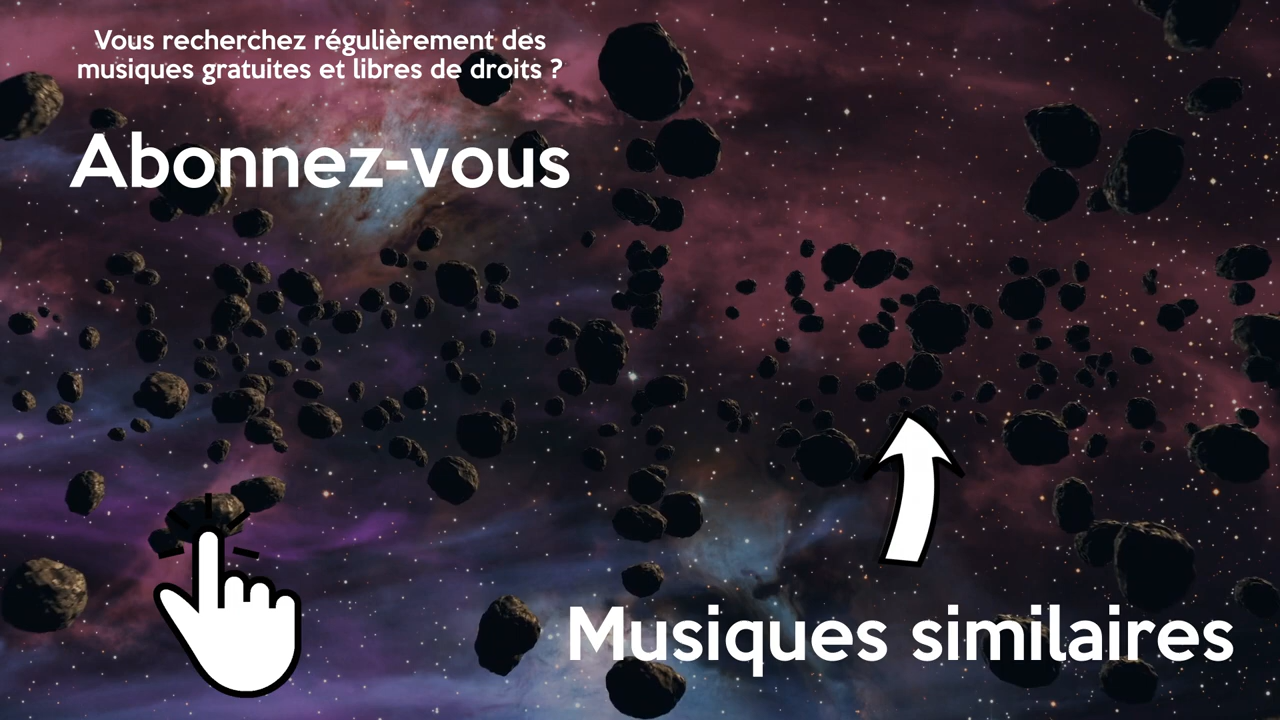 Vous recherchez régulièrement des
musiques gratuites et libres de droits ?
Abonnez-vous
Musiques similaires